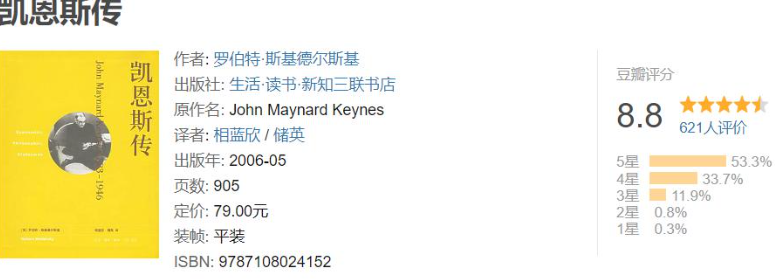 凯恩斯传
凯恩斯传
John Maynard
1946
作者: 罗伯特·斯基德尔斯基
出版社: 生活·读书·新知三联书店
原作名: John Maynard Keynes
译者: 相蓝欣 / 储英
出版年: 2006-05
页数: 905
定价: 79.00元
装帧: 平装
ISBN: 9787108024152
豆瓣评分
8.8
621人评价
5星 53.3%
4星 33.7%
3星 11.9%
2星 0.8%
1星 0.3%